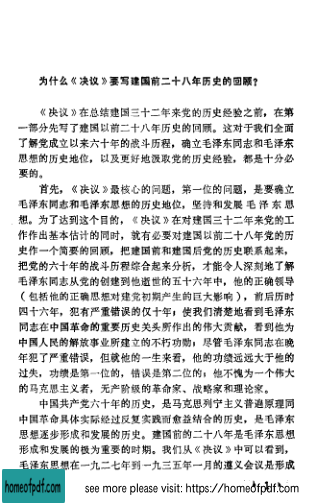 为什么《决议》要写建国前二十八年历史的回顾？
《决议》在总结建国三十二年来党的历史经验之前，在第
一部分先写了建国以前二十八年历史的回顾。这对于我们全面
了解党成立以来六十年的战斗历程，确立毛泽东同志和毛泽东
思想的历史地位，以及更好地汲取党的历史经验，都是十分必
要的。
首先，《决议》最核心的问题，第一位的问题，是要确立
毛泽东同志和毛泽东思想的历史地位，坚持和发展毛泽东思
想。为了达到这个目的，《决议》在对建国三十二年来党的工
作作出基本估计的同时，就有必要对建国以前二十八年党的历
史作一个简要的回顾，把建国前和建国后党的历史联系起来，
把党的六十年的战斗历程综合起来分析，才能令人深刻地了解
毛泽东同志从党的创建到他逝世的五十六年中，他的正确领导
（包括他的正确思想对建党初期产生的巨大影响），前后历时
四十六年，犯有严重错误的仅十年；使我们清楚地看到毛泽东
同志在中国革命的重要历史关头所作出的伟大贡献，看到他为
中国人民的解放事业所建立的不朽功勋；尽管毛泽东同志在晚
年犯了严重错误，但就他的一生来看，他的功绩远远大于他的
过失，功绩是第一位的，错误是第二位的；他不愧为一个伟大
的马克思主义者，无产阶级的革命家、战略家和理论家。
中国共产党六十年的历史，是马克思列宁主义普遍原理同
中国革命具体实际经过反复实践而愈益结合的历史，是毛泽东
思想逐步形成和发展的历史。建国前的二十八年是毛泽东思想
形成和发展的极为重要的时期。我们从《决议》中可以看到，
毛泽东思想在一九二七年到一九三五年一月的遵义会议是形成
homeofpdf.com
homeofpdf.com
see more please visit: https://homeofpdf.com